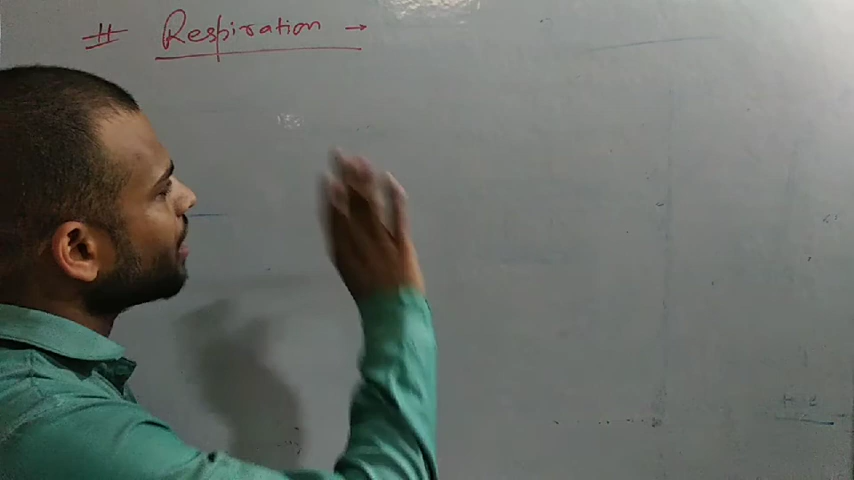 # Respiration →